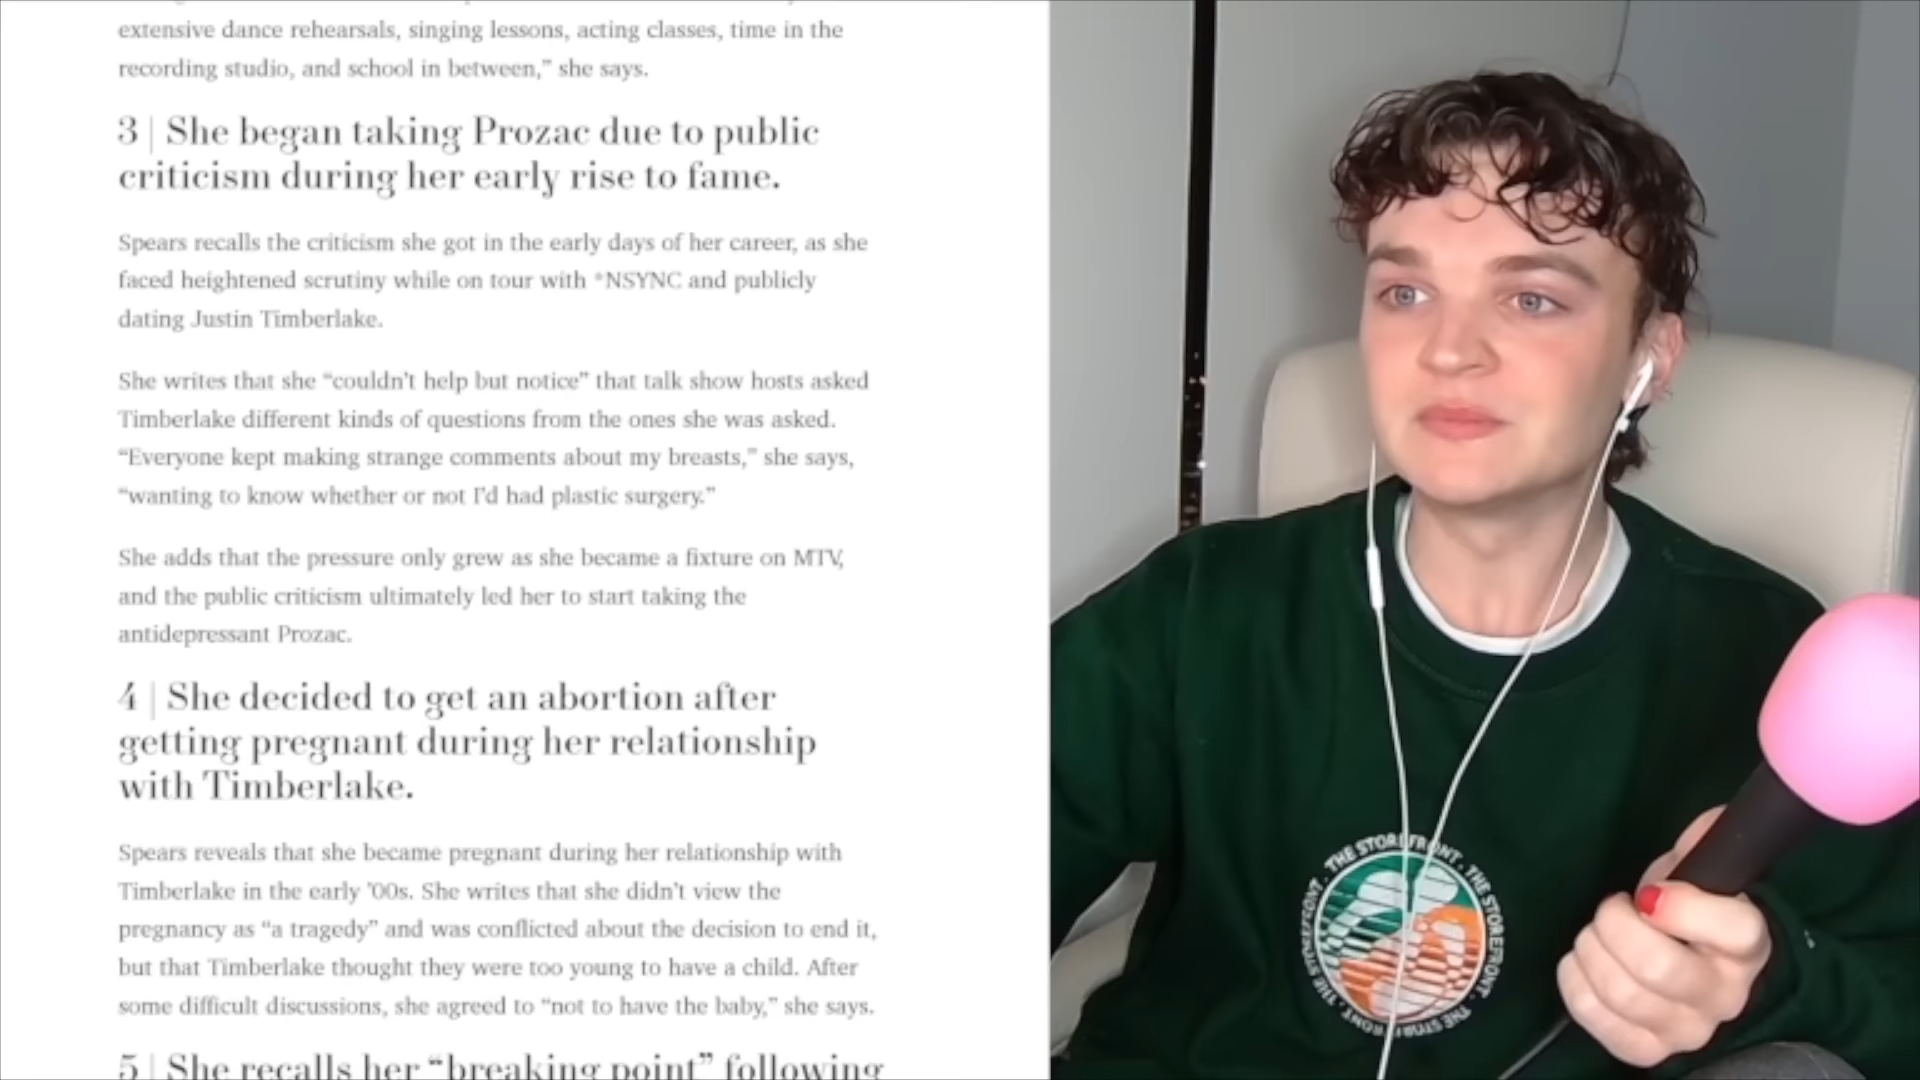 extensive dance rehearsals, singing lessons, acting classes, time in the
recording studio, and school in between,” she says.
3 | She began taking Prozac due to public
criticism during her early rise to fame.
Spears recalls the criticism she got in the early days of her career, as she
faced heightened scrutiny while on tour with *NSYNC and publicly
dating Justin Timberlake.
She writes that she “couldn’t help but notice” that talk show hosts asked
Timberlake different kinds of questions from the ones she was asked.
“Everyone kept making strange comments about my breasts,” she says,
“wanting to know whether or not I’d had plastic surgery.”
She adds that the pressure only grew as she became a fixture on MTV,
and the public criticism ultimately led her to start taking the
antidepressant Prozac.
4 | She decided to get an abortion after
getting pregnant during her relationship
with Timberlake.
Spears reveals that she became pregnant during her relationship with
Timberlake in the early ’00s. She writes that she didn’t view the
pregnancy as “a tragedy” and was conflicted about the decision to end it,
but that Timberlake thought they were too young to have a child. After
some difficult discussions, she agreed to “not to have the baby,” she says.
5 | She recalls her “breaking point” following
THE STOREFRONT · THE STOREFRONT · THE STOREFRONT · THE STOREFRONT ·